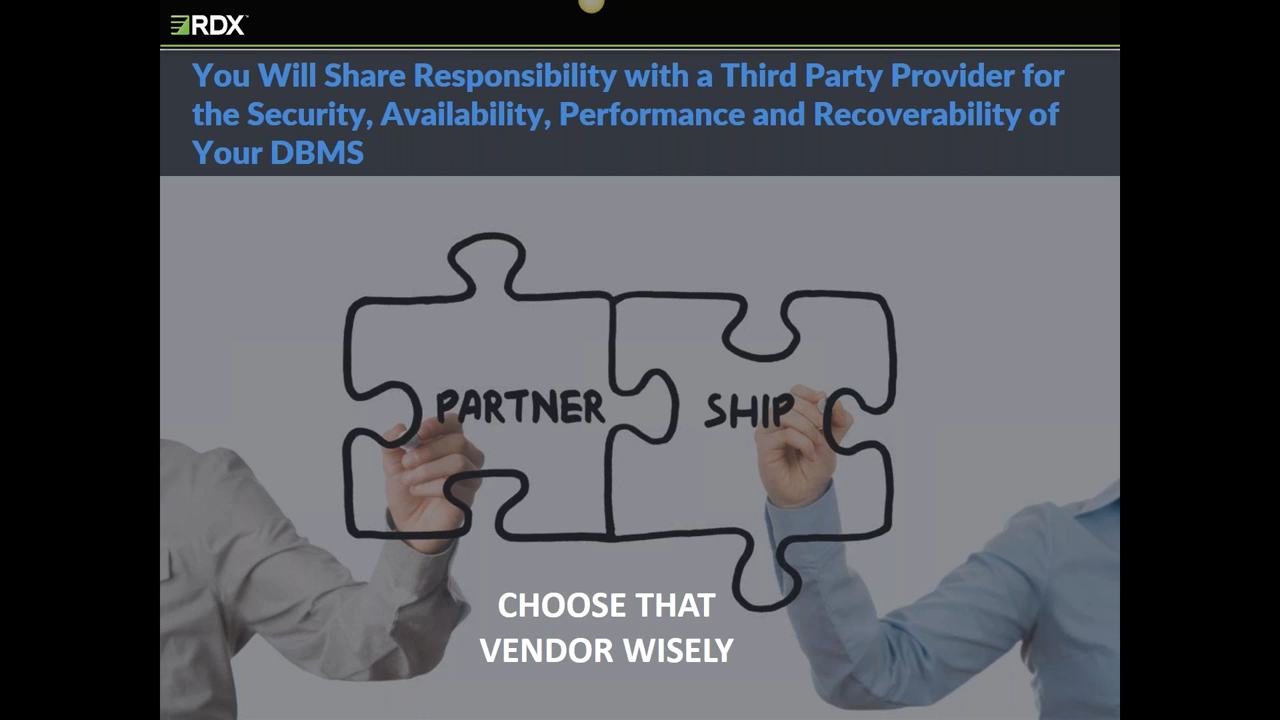 RDX
You Will Share Responsibility with a Third Party Provider for
the Security, Availability, Performance and Recoverability of
Your DBMS
PARTNER SHIP
CHOOSE THAT
VENDOR WISELY